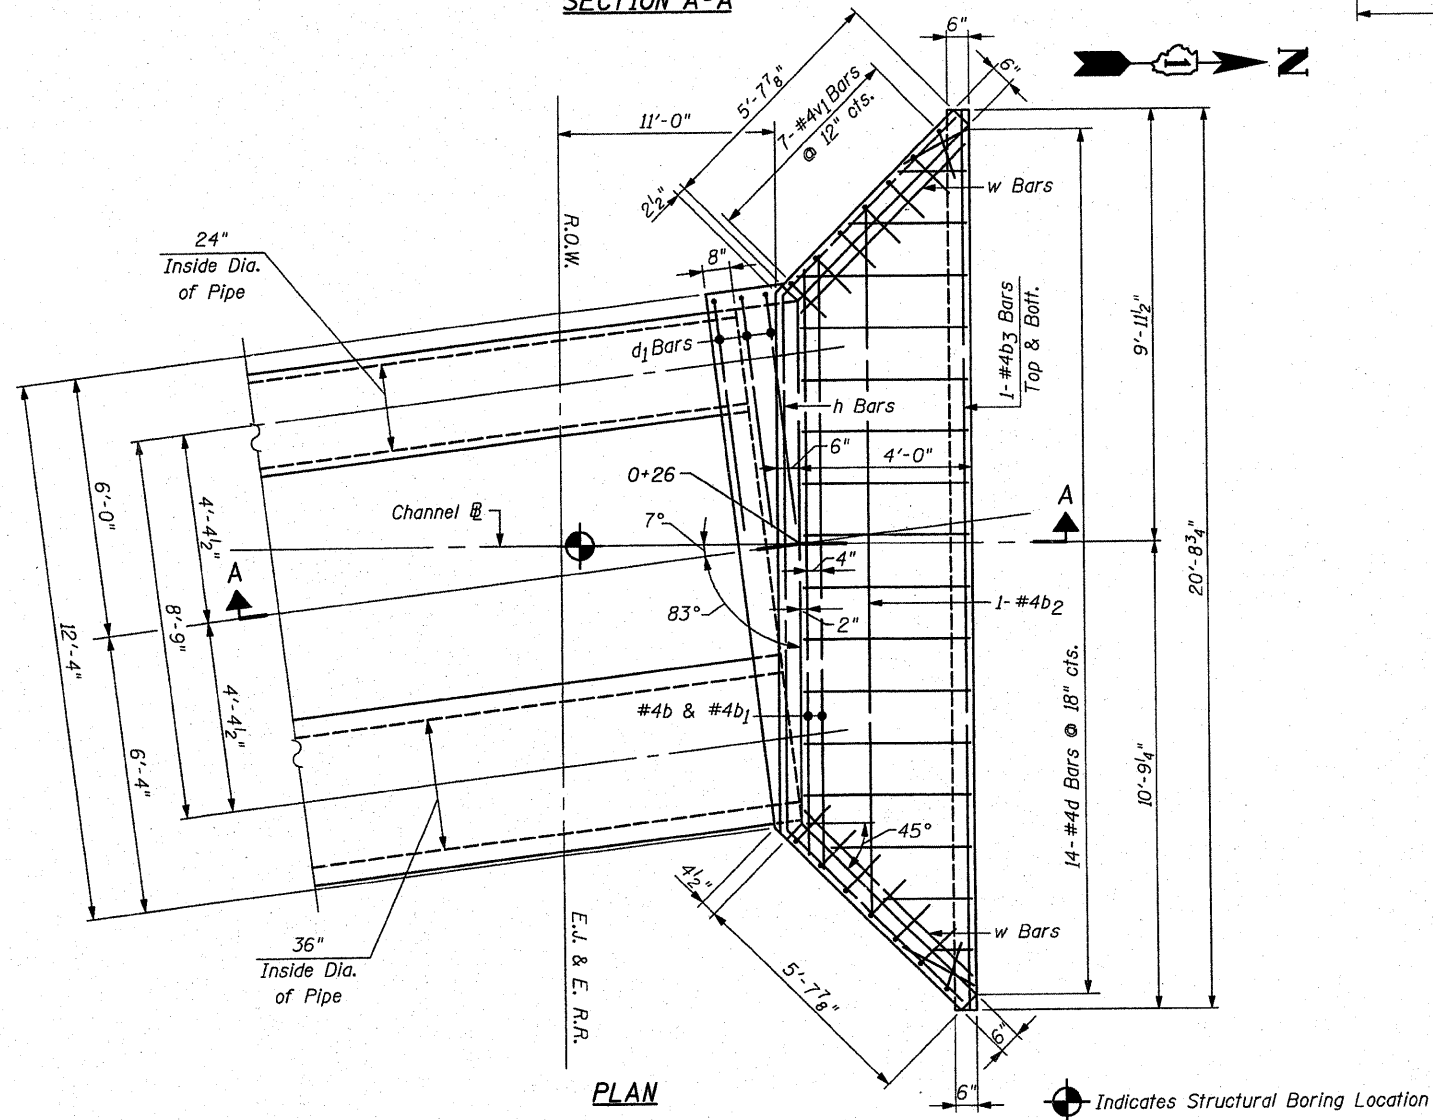 SECTION A-A
6"
6"
5'-7⅞"
7-#4v1 Bars
@ 12" cts.
1
N
11'-0"
2½"
w Bars
24"
Inside Dia.
of Pipe
R.O.W.
8"
1-#4b3 Bars
Top & Bott.
9'-11½"
d1 Bars
h Bars
6"
4'-0"
0+26
A
Channel ℄
7°
6'-0"
4'-4½"
A
4"
20'-8¾"
8'-9"
83°
2"
1-#4b2
12'-4"
4'-4½"
#4b & #4b1
14-#4d Bars @ 18" cts.
10'-9¼"
6'-4"
45°
4½"
36"
Inside Dia.
of Pipe
E.J. & E. R.R.
w Bars
5'-7⅞"
6"
6"
PLAN
Indicates Structural Boring Location